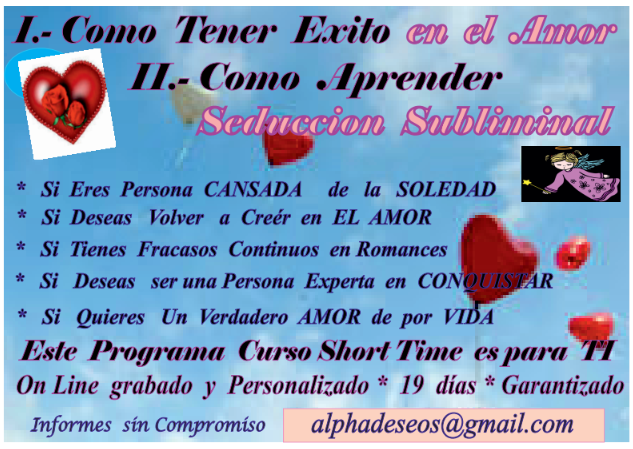 I.- Como Tener Exito en el Amor
II.- Como Aprender
Seduccion Subliminal
* Si Eres Persona CANSADA de la SOLEDAD
* Si Deseas Volver a Creér en EL AMOR
* Si Tienes Fracasos Continuos en Romances
* Si Deseas ser una Persona Experta en CONQUISTAR
* Si Quieres Un Verdadero AMOR de por VIDA
Este Programa Curso Short Time es para TI
On Line grabado y Personalizado * 19 días * Garantizado
Informes sin Compromiso alphadeseos@gmail.com